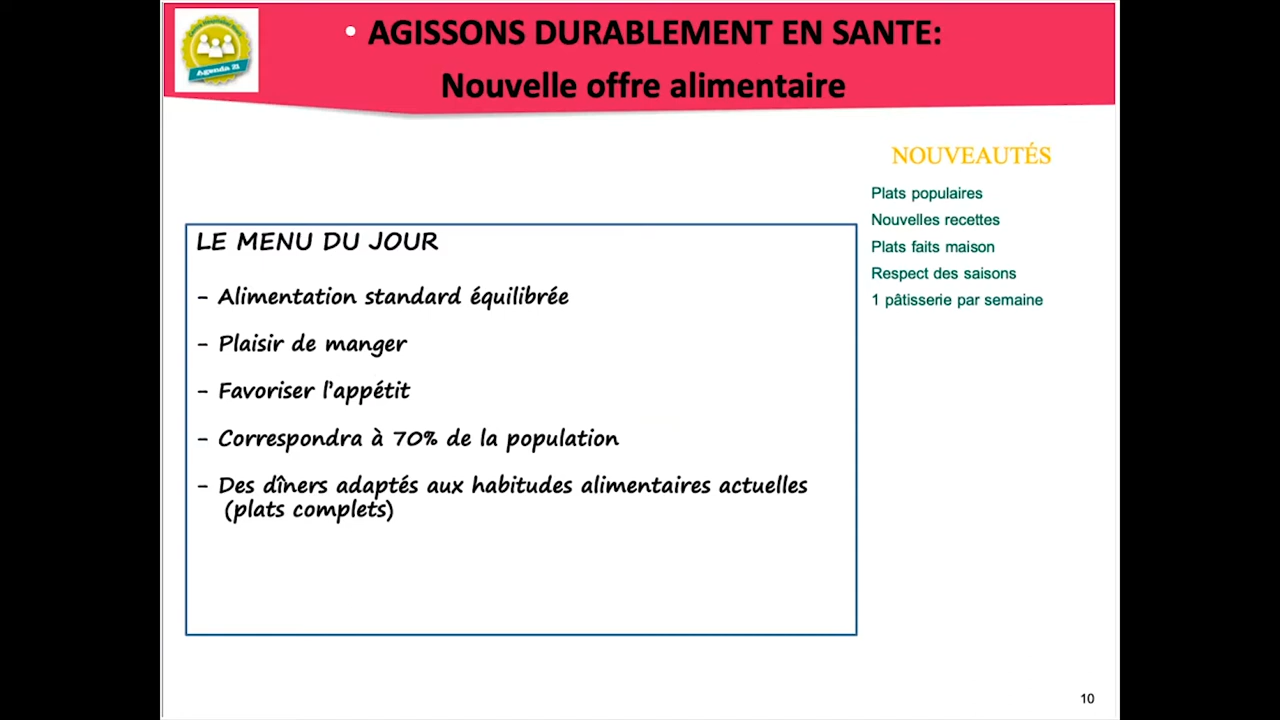 • AGISSONS DURABLEMENT EN SANTE:
Nouvelle offre alimentaire
Agenda 21
NOUVEAUTÉS
Plats populaires
Nouvelles recettes
Plats faits maison
Respect des saisons
1 pâtisserie par semaine
LE MENU DU JOUR
- Alimentation standard équilibrée
- Plaisir de manger
- Favoriser l'appétit
- Correspondra à 70% de la population
- Des dîners adaptés aux habitudes alimentaires actuelles
(plats complets)
10